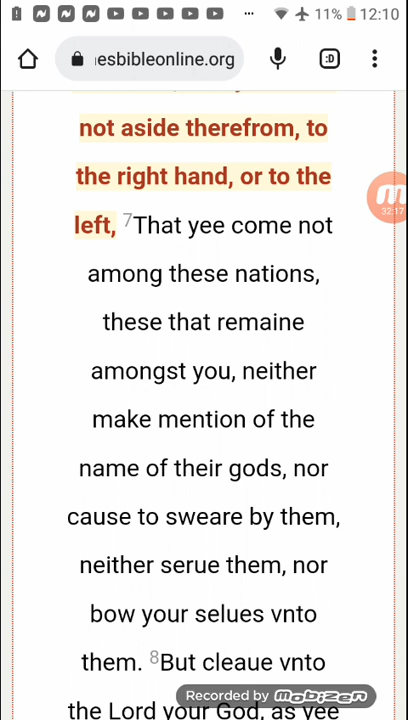 11% 12:10
esbibleonline.org :D
not aside therefrom, to
the right hand, or to the
left, 7That yee come not
32:17
among these nations,
these that remaine
amongst you, neither
make mention of the
name of their gods, nor
cause to sweare by them,
neither serue them, nor
bow your selues vnto
them. 8But cleaue vnto
Recorded by Mobizen
the Lord your God, as yee